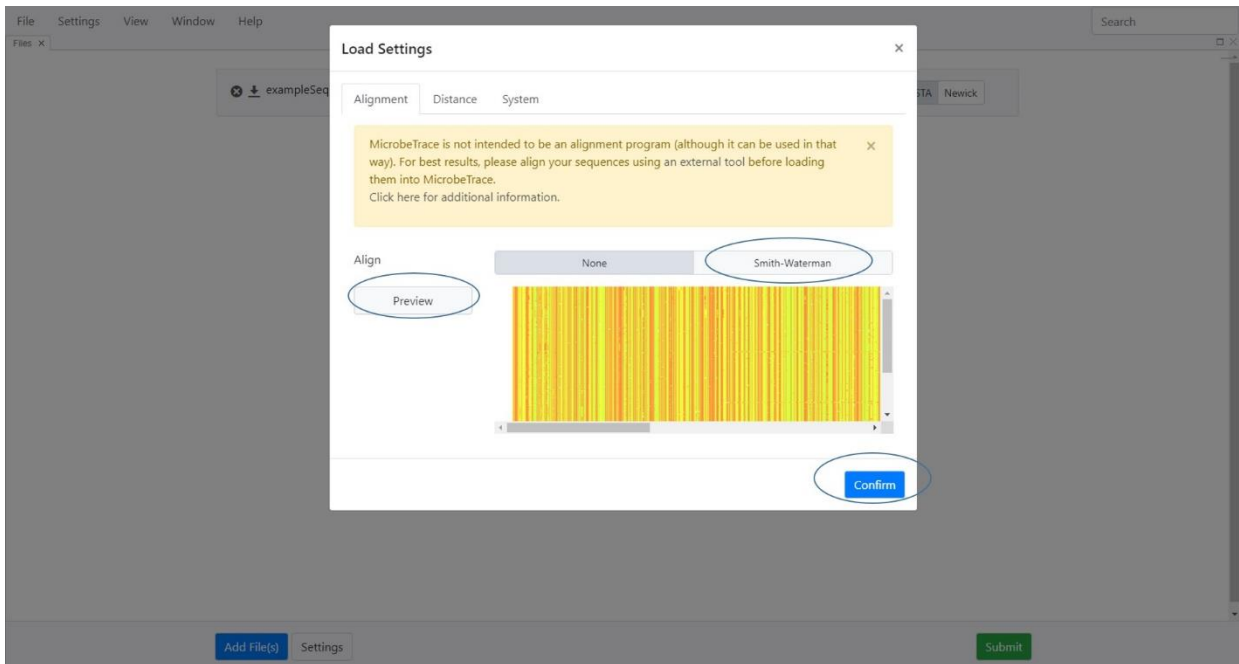 File Settings View Window Help Search
Files ×
Load Settings ×
exampleSeq STA Newick
Alignment Distance System
MicrobeTrace is not intended to be an alignment program (although it can be used in that ×
way). For best results, please align your sequences using an external tool before loading
them into MicrobeTrace.
Click here for additional information.
Align None Smith-Waterman
Preview
Confirm
Add File(s) Settings Submit